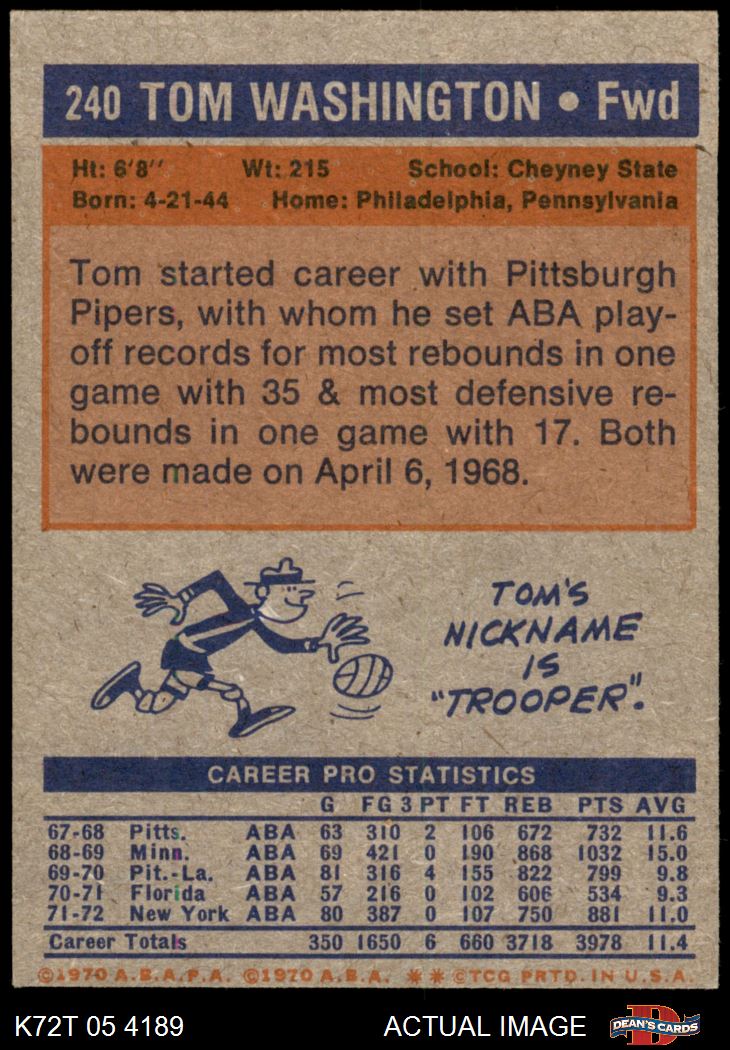 240 TOM WASHINGTON • Fwd
Ht: 6'8'' Wt: 215 School: Cheyney State
Born: 4-21-44 Home: Philadelphia, Pennsylvania
Tom started career with Pittsburgh
Pipers, with whom he set ABA play-
off records for most rebounds in one
game with 35 & most defensive re-
bounds in one game with 17. Both
were made on April 6, 1968.
TOM'S
NICKNAME
IS
"TROOPER".
CAREER PRO STATISTICS
G FG 3 PT FT REB PTS AVG
67-68 Pitts. ABA 63 310 2 106 672 732 11.6
68-69 Minn. ABA 69 421 0 190 868 1032 15.0
69-70 Pit.-La. ABA 81 316 4 155 822 799 9.8
70-71 Florida ABA 57 216 0 102 606 534 9.3
71-72 New York ABA 80 387 0 107 750 881 11.0
Career Totals 350 1650 6 660 3718 3978 11.4
©1970 A.B.A.P.A. ©1970 A.B.A. ** ©TCG PRTD. IN U.S.A.
K72T 05 4189 ACTUAL IMAGE D DEAN'S CARDS